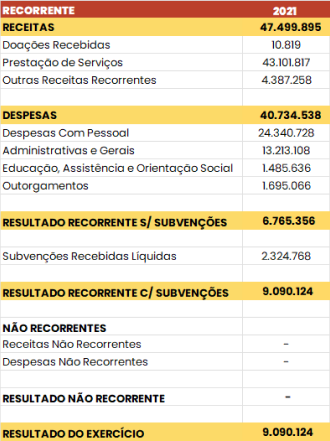 RECORRENTE 2021
RECEITAS 47.499.895
Doações Recebidas 10.819
Prestação de Serviços 43.101.817
Outras Receitas Recorrentes 4.387.258
DESPESAS 40.734.538
Despesas Com Pessoal 24.340.728
Administrativas e Gerais 13.213.108
Educação, Assistência e Orientação Social 1.485.636
Outorgamentos 1.695.066
RESULTADO RECORRENTE S/ SUBVENÇÕES 6.765.356
Subvenções Recebidas Líquidas 2.324.768
RESULTADO RECORRENTE C/ SUBVENÇÕES 9.090.124
NÃO RECORRENTES
Receitas Não Recorrentes -
Despesas Não Recorrentes -
RESULTADO NÃO RECORRENTE -
RESULTADO DO EXERCÍCIO 9.090.124